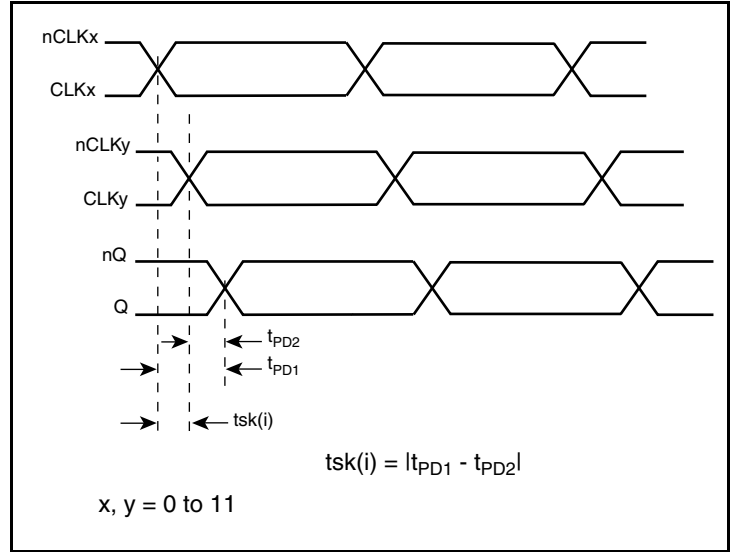 nCLKx
CLKx
nCLKy
CLKy
nQ
Q
tPD2
tPD1
tsk(i)
tsk(i) = |tPD1 - tPD2|
x, y = 0 to 11